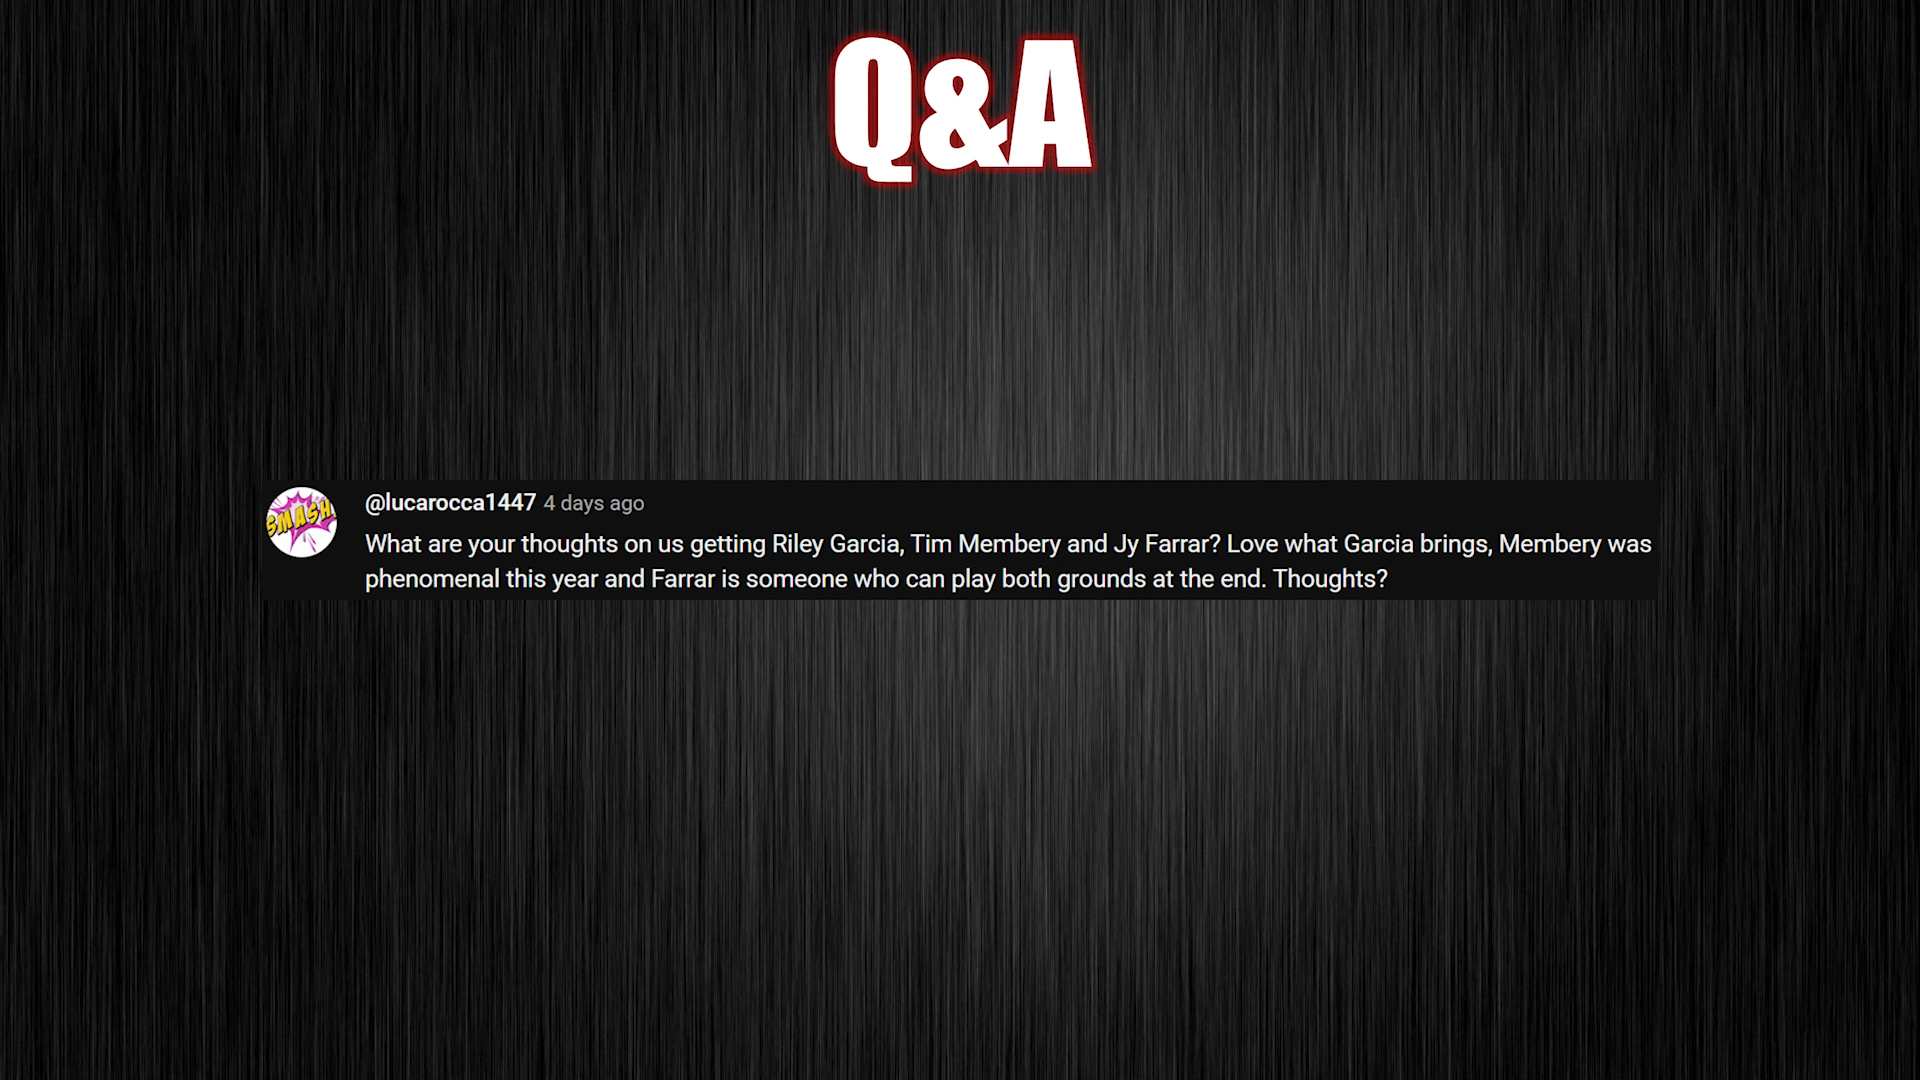 Q&A
@lucarocca1447 4 days ago
SMASH!
What are your thoughts on us getting Riley Garcia, Tim Membery and Jy Farrar? Love what Garcia brings, Membery was
phenomenal this year and Farrar is someone who can play both grounds at the end. Thoughts?